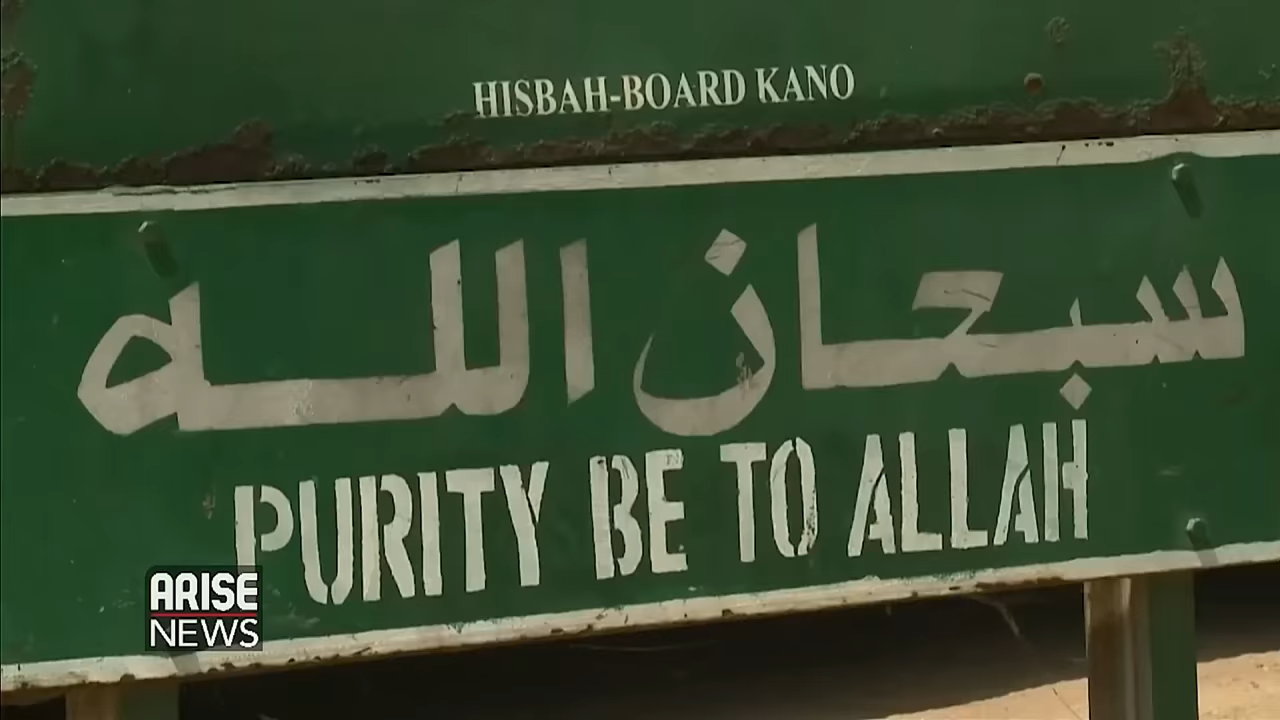 HISBAH-BOARD KANO
سبحان الله
PURITY BE TO ALLAH
ARISE
NEWS